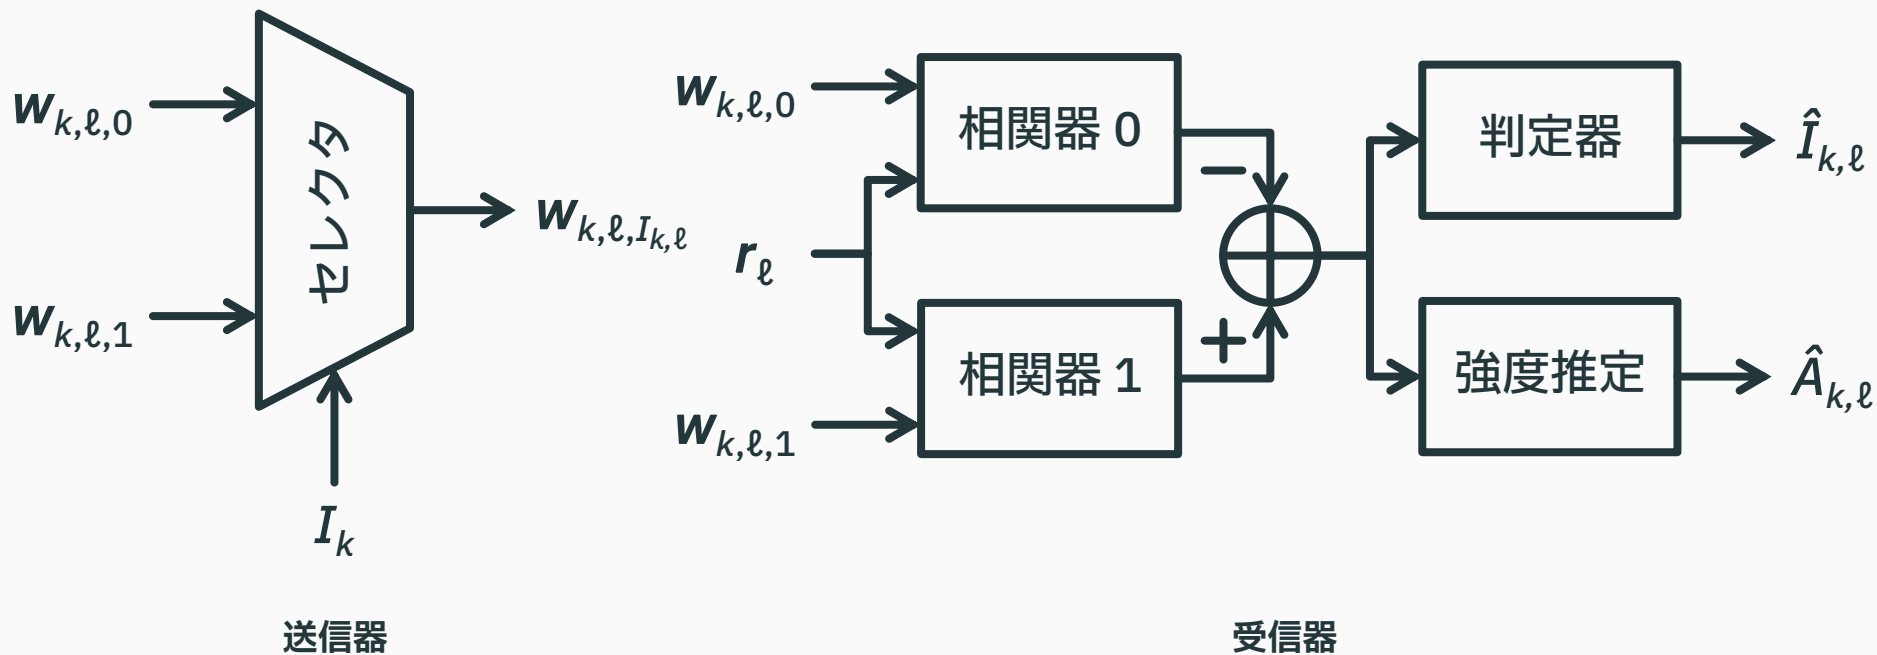 w_{k,ℓ,0}
w_{k,ℓ,1}
セレクタ
w_{k,ℓ,I_{k,ℓ}}
I_k
送信器
w_{k,ℓ,0}
r_ℓ
w_{k,ℓ,1}
相関器 0
相関器 1
−
+
判定器
強度推定
Î_{k,ℓ}
Â_{k,ℓ}
受信器